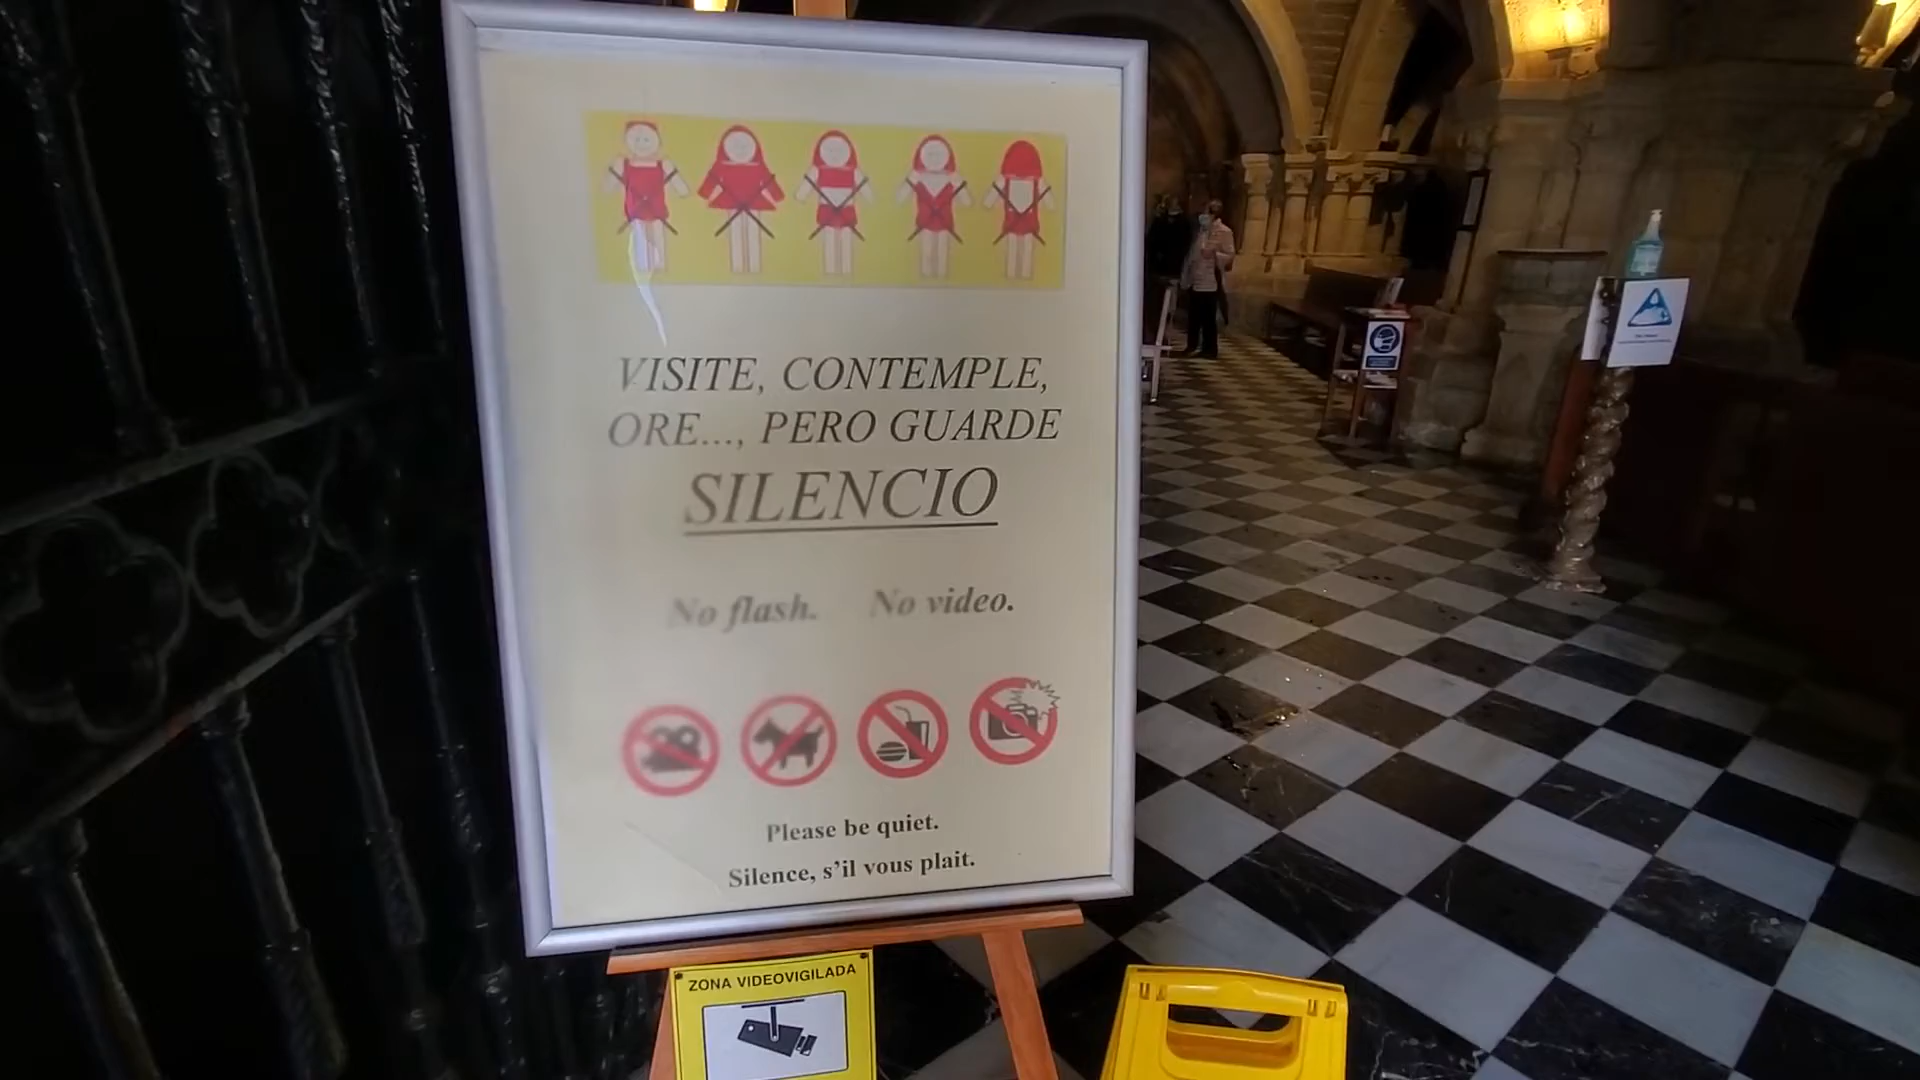 VISITE, CONTEMPLE,
ORE..., PERO GUARDE
SILENCIO
No flash. No video.
Please be quiet.
Silence, s'il vous plait.
ZONA VIDEOVIGILADA